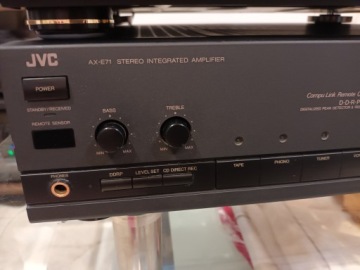 JVC
AX-E71 STEREO INTEGRATED AMPLIFIER
Compu Link Remote
POWER
D-D-R-P
STANDBY/RECEIVED
BASS
TREBLE
REMOTE SENSOR
MIN MAX
MIN MAX
TAPE
PHONO
TUNER
PHONES
DDRP
LEVEL SET
CD DIRECT REC